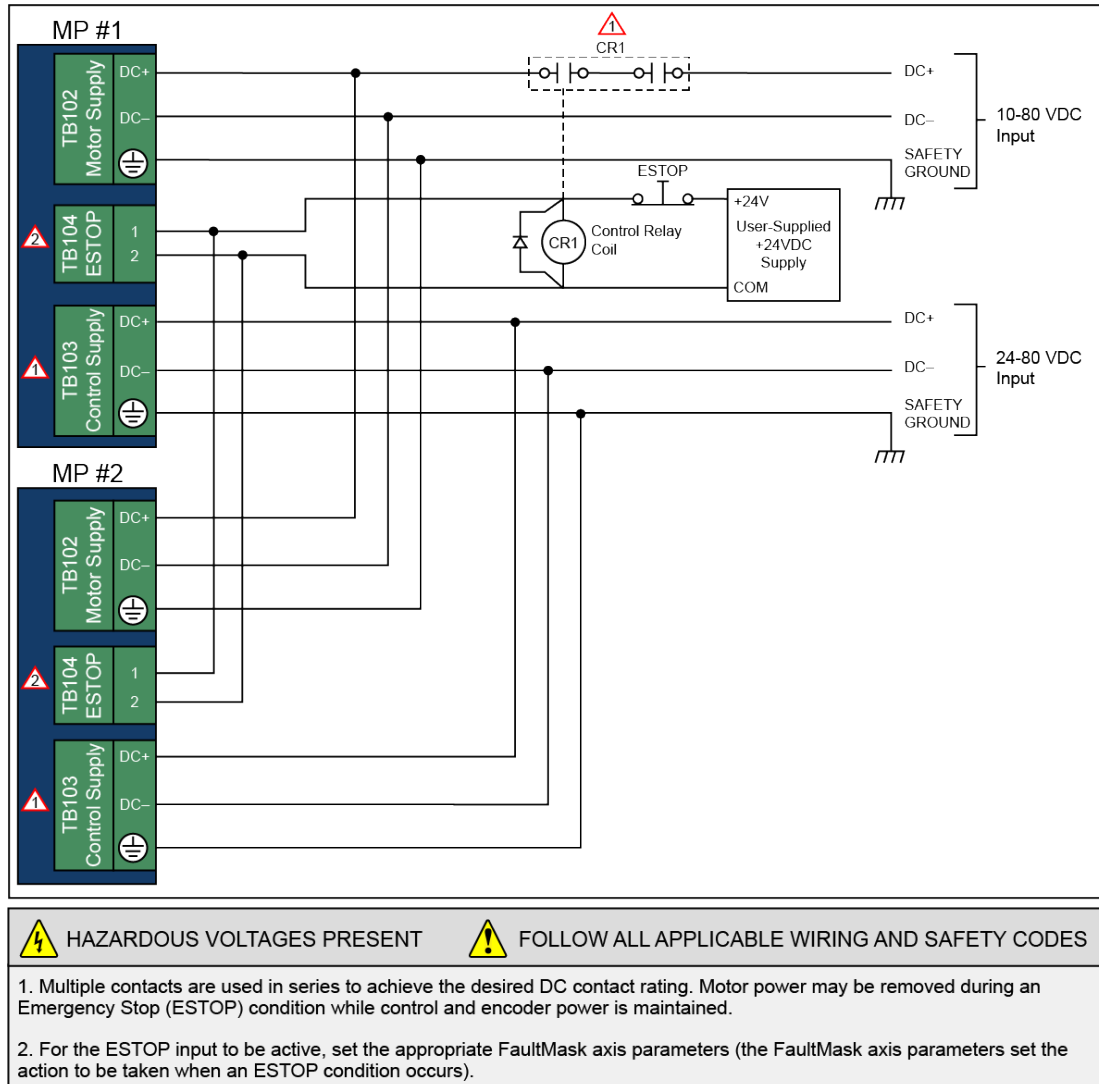 MP #1
TB102
Motor Supply
DC+
DC–
TB104
ESTOP
1
2
2
TB103
Control Supply
DC+
DC–
1
1
CR1
DC+
DC–
SAFETY
GROUND
10-80 VDC
Input
ESTOP
CR1
Control Relay
Coil
+24V
User-Supplied
+24VDC
Supply
COM
DC+
DC–
SAFETY
GROUND
24-80 VDC
Input
MP #2
TB102
Motor Supply
DC+
DC–
TB104
ESTOP
1
2
2
TB103
Control Supply
DC+
DC–
1
HAZARDOUS VOLTAGES PRESENT
FOLLOW ALL APPLICABLE WIRING AND SAFETY CODES
1. Multiple contacts are used in series to achieve the desired DC contact rating. Motor power may be removed during an
Emergency Stop (ESTOP) condition while control and encoder power is maintained.
2. For the ESTOP input to be active, set the appropriate FaultMask axis parameters (the FaultMask axis parameters set the
action to be taken when an ESTOP condition occurs).